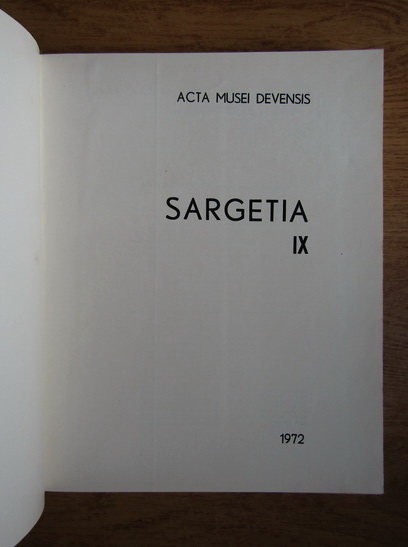 ACTA MUSEI DEVENSIS
SARGETIA
IX
1972